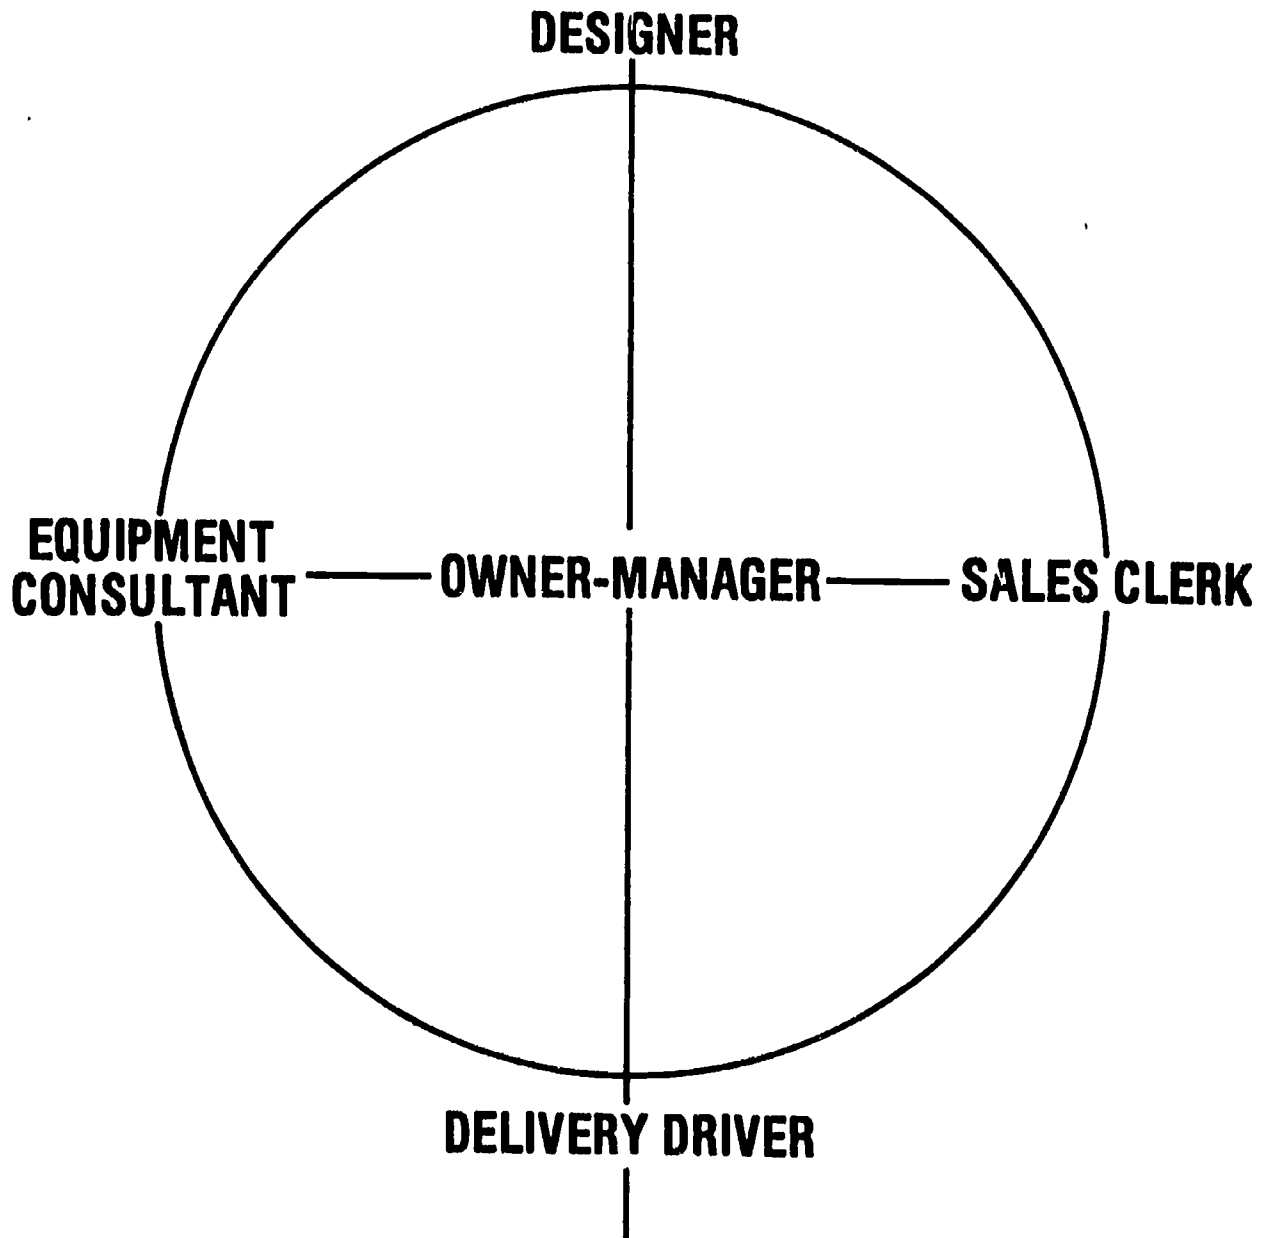 DESIGNER
EQUIPMENT
CONSULTANT
OWNER-MANAGER
SALES CLERK
DELIVERY DRIVER